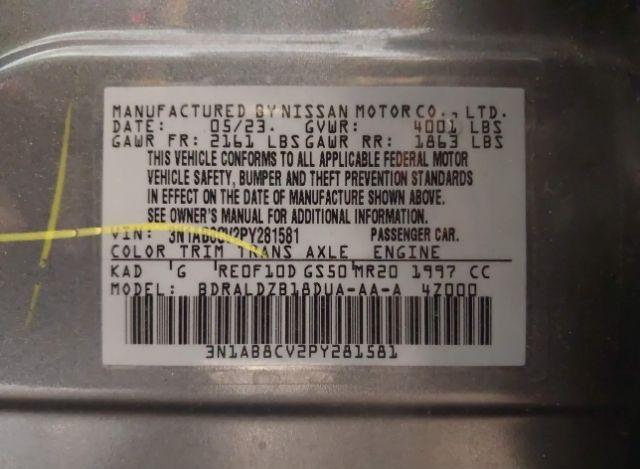 MANUFACTURED BY NISSAN MOTOR CO., LTD.
DATE: 05/23. GVWR: 4001 LBS
GAWR FR: 2161 LBS GAWR RR: 1863 LBS
THIS VEHICLE CONFORMS TO ALL APPLICABLE FEDERAL MOTOR
VEHICLE SAFETY, BUMPER AND THEFT PREVENTION STANDARDS
IN EFFECT ON THE DATE OF MANUFACTURE SHOWN ABOVE.
SEE OWNER'S MANUAL FOR ADDITIONAL INFORMATION.
VIN: 3N1AB8CV2PY281581 PASSENGER CAR.
COLOR TRIM TRANS AXLE ENGINE
KAD G RE0F10D GS50 MR20 1997 CC
MODEL: BDRALDZB18DUA-AA-A 4Z000
3N1AB8CV2PY281581